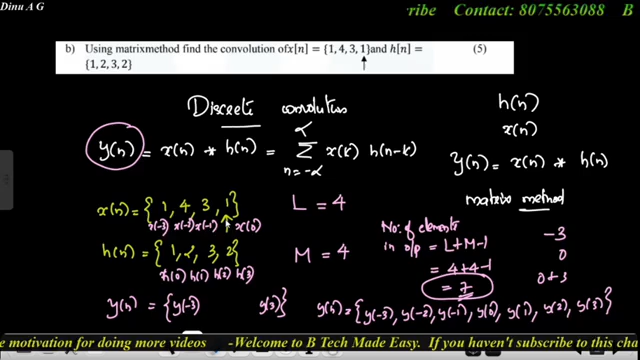 Dinu A G
ribe Contact: 8075563088 B
b) Using matrixmethod find the convolution ofx[n] = {1, 4, 3, 1}and h[n] = (5)
{1, 2, 3, 2}
↑
Discrete convolution
h(n)
x(n)
y(n) = x(n) * h(n) = ∑ x(k) h(n-k)
n=-∞
y(n) = x(n) * h(n)
matrix method
x(n) = { 1, 4, 3, 1 } L = 4
x(-3) x(-2) x(-1) x(0)
h(n) = { 1, 2, 3, 2 } M = 4
h(0) h(1) h(2) h(3)
No: of elements
in o/p = L+M-1
= 4+4-1
= 7
-3
0
0+3
y(n) = { y(-3) y(3) }
y(n) = { y(-3), y(-2), y(-1), y(0), y(1), y(2), y(3) }
e motivation for doing more videos -Welcome to B Tech Made Easy. If you haven't subscribe to this cha